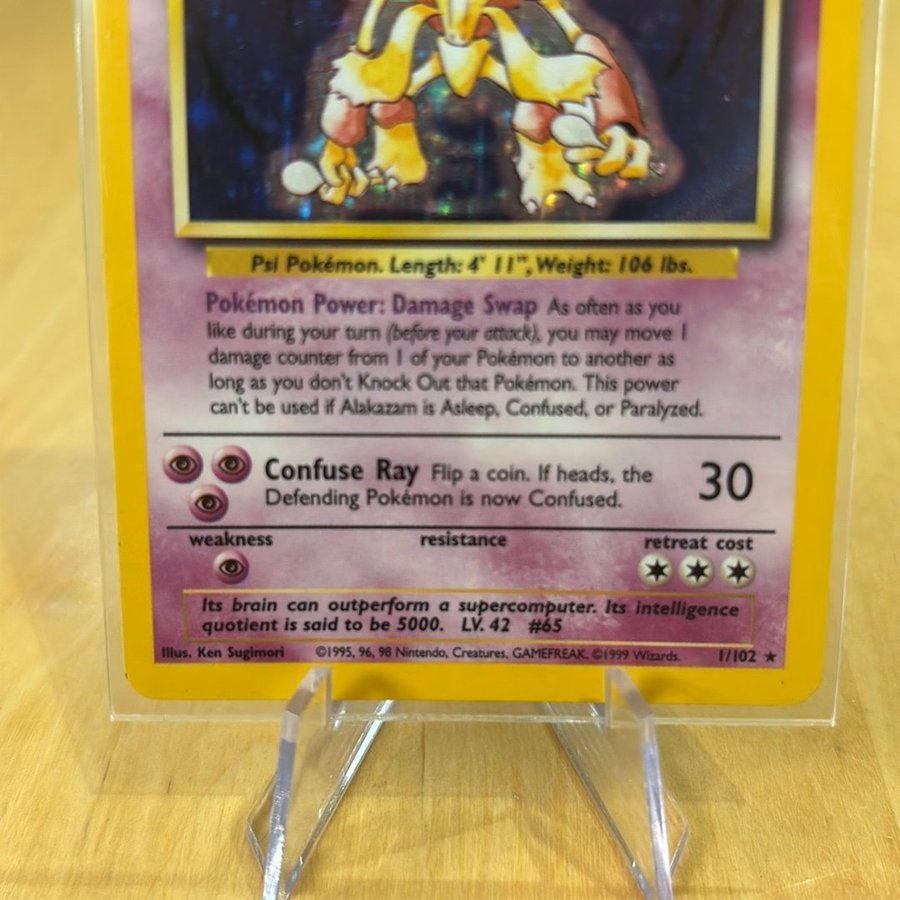 Psi Pokémon. Length: 4' 11", Weight: 106 lbs.
Pokémon Power: Damage Swap As often as you
like during your turn (before your attack), you may move 1
damage counter from 1 of your Pokémon to another as
long as you don't Knock Out that Pokémon. This power
can't be used if Alakazam is Asleep, Confused, or Paralyzed.
Confuse Ray Flip a coin. If heads, the
Defending Pokémon is now Confused.
30
weakness
resistance
retreat cost
Its brain can outperform a supercomputer. Its intelligence
quotient is said to be 5000. LV. 42 #65
Illus. Ken Sugimori ©1995, 96, 98 Nintendo, Creatures, GAMEFREAK. ©1999 Wizards. 1/102 ★